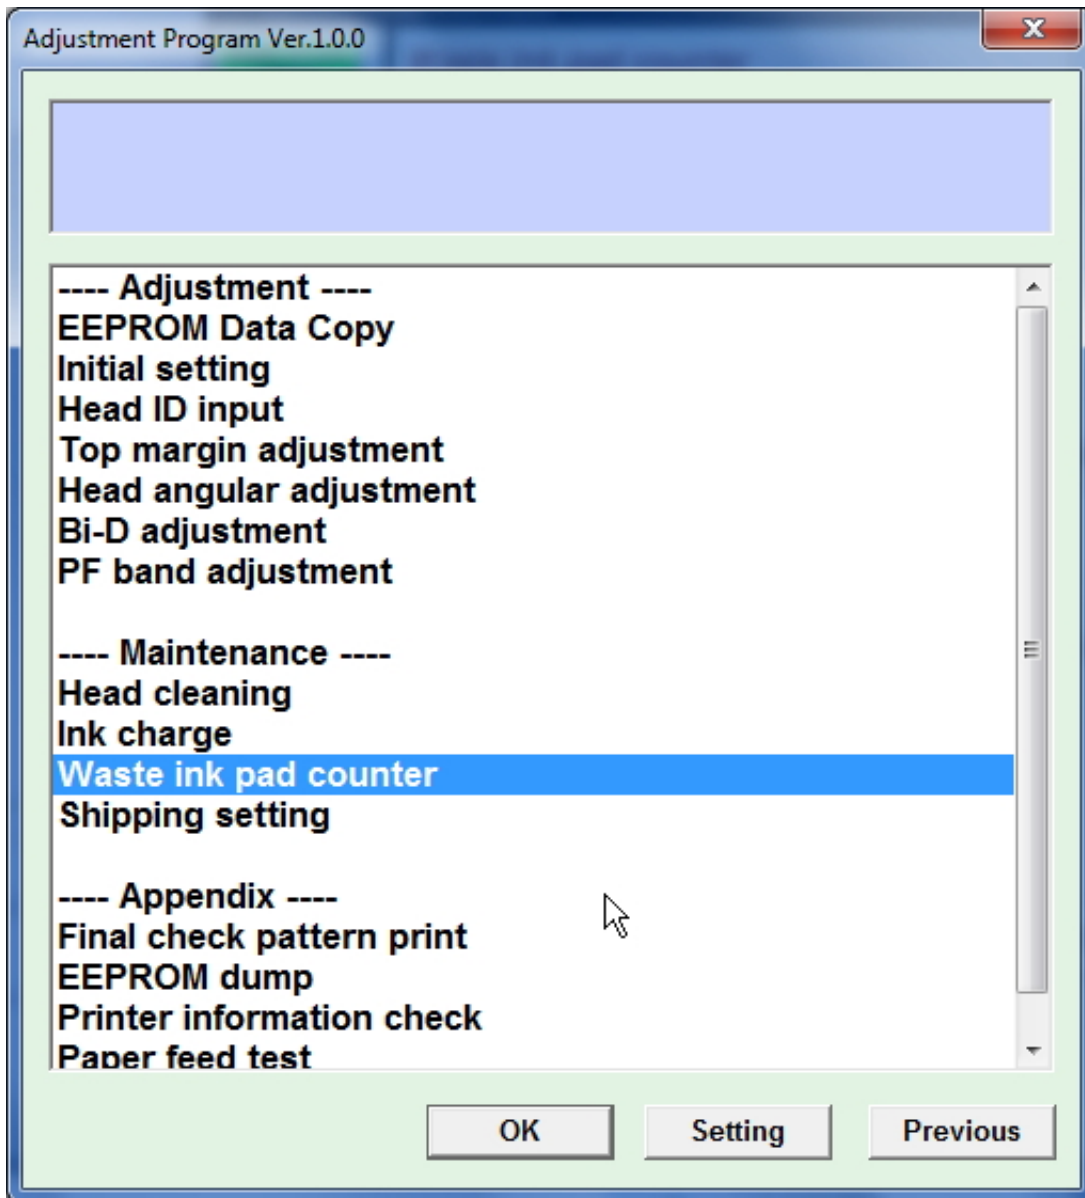 Adjustment Program Ver.1.0.0
---- Adjustment ----
EEPROM Data Copy
Initial setting
Head ID input
Top margin adjustment
Head angular adjustment
Bi-D adjustment
PF band adjustment
---- Maintenance ----
Head cleaning
Ink charge
Waste ink pad counter
Shipping setting
---- Appendix ----
Final check pattern print
EEPROM dump
Printer information check
Paper feed test
OK
Setting
Previous